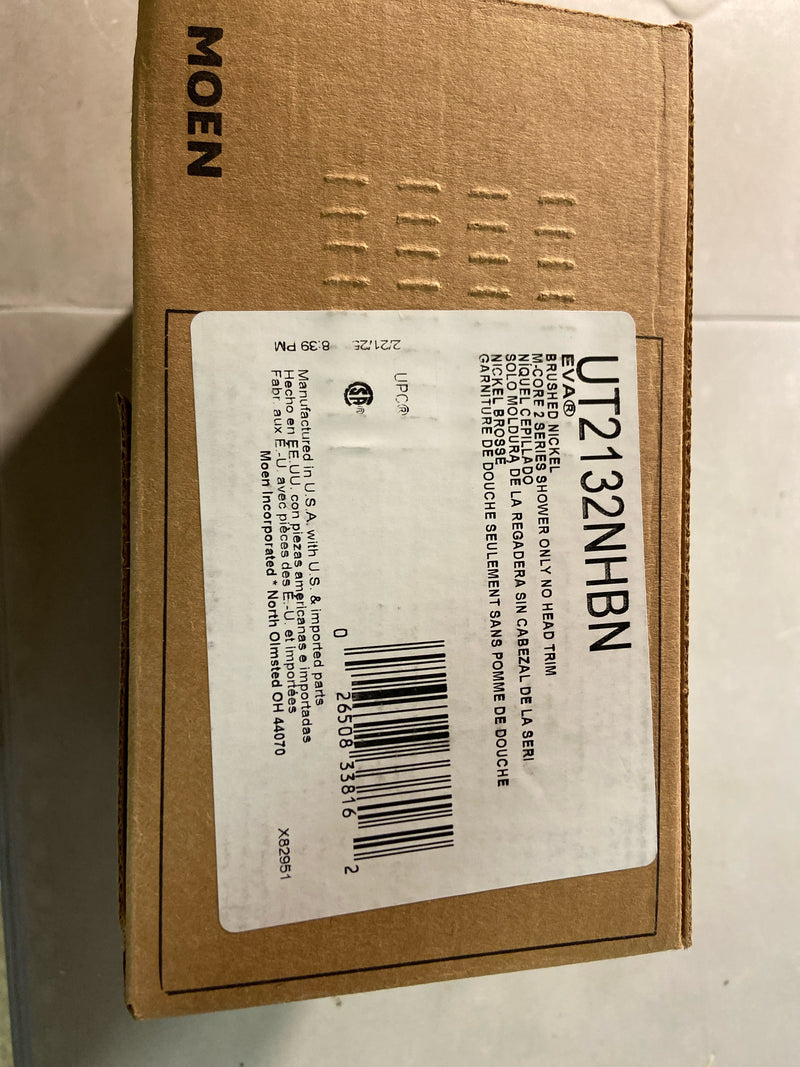 MOEN
UT2132NHBN
EVA®
BRUSHED NICKEL
M-CORE 2 SERIES SHOWER ONLY NO HEAD TRIM
NIQUEL CEPILLADO
SOLO MOLDURA DE LA REGADERA SIN CABEZAL DE LA SERI
NICKEL BROSSÉ
GARNITURE DE DOUCHE SEULEMENT SANS POMME DE DOUCHE
UPC®
2/21/25 8:39 PM
0 26508 33816 2
Manufactured in U.S.A. with U.S. & imported parts
Hecho en EE.UU. con piezas americanas e importadas
Fabr. aux É.-U. avec pièces des É.-U. et importées
Moen Incorporated * North Olmsted OH 44070
X82951